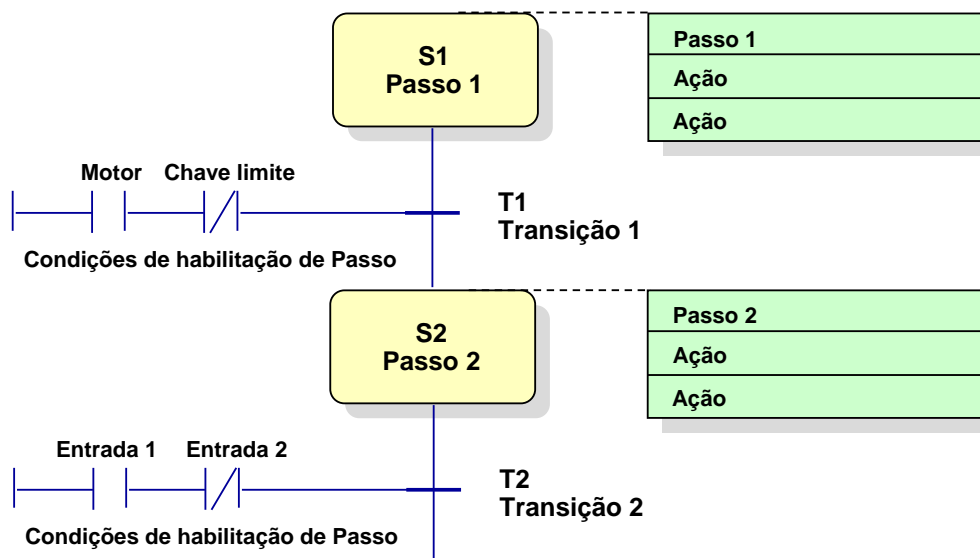 S1
Passo 1
Passo 1
Ação
Ação
Motor
Chave limite
T1
Transição 1
Condições de habilitação de Passo
S2
Passo 2
Passo 2
Ação
Ação
Entrada 1
Entrada 2
T2
Transição 2
Condições de habilitação de Passo